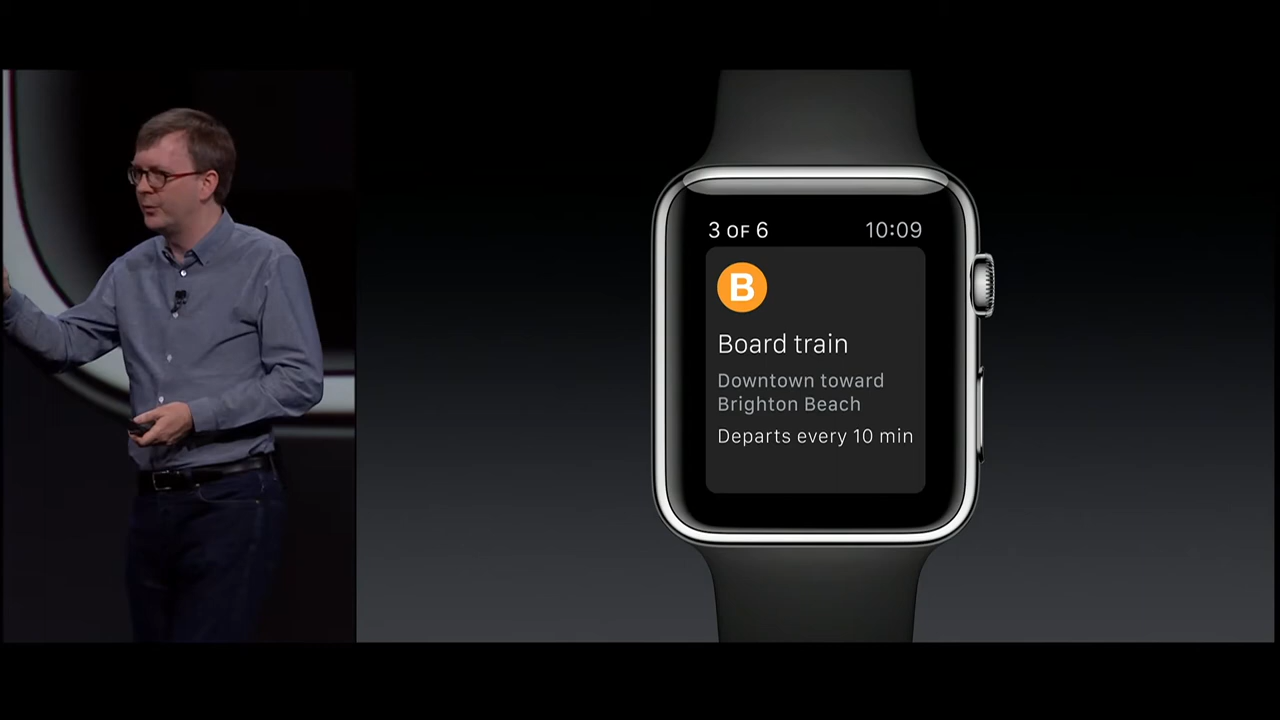 3 OF 6
10:09
B
Board train
Downtown toward
Brighton Beach
Departs every 10 min